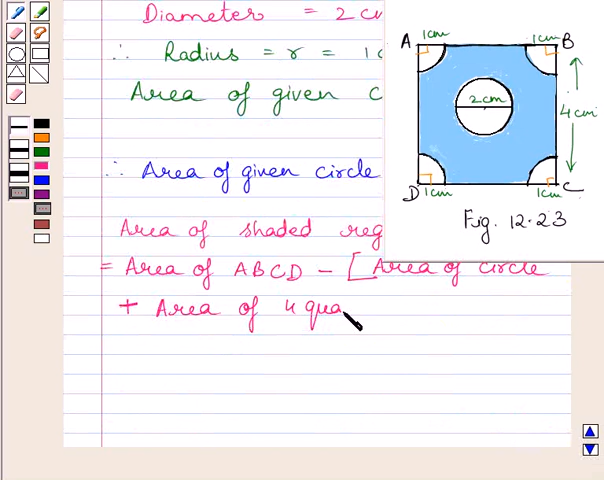 Diameter = 2 cm
∴ Radius = r = 1
Area of given
∴ Area of given circle
Area of shaded reg
= Area of ABCD - [Area of circle
+ Area of 4 qua
A 1cm 1cm B
2cm
4cm
D 1cm 1cm C
Fig. 12.23